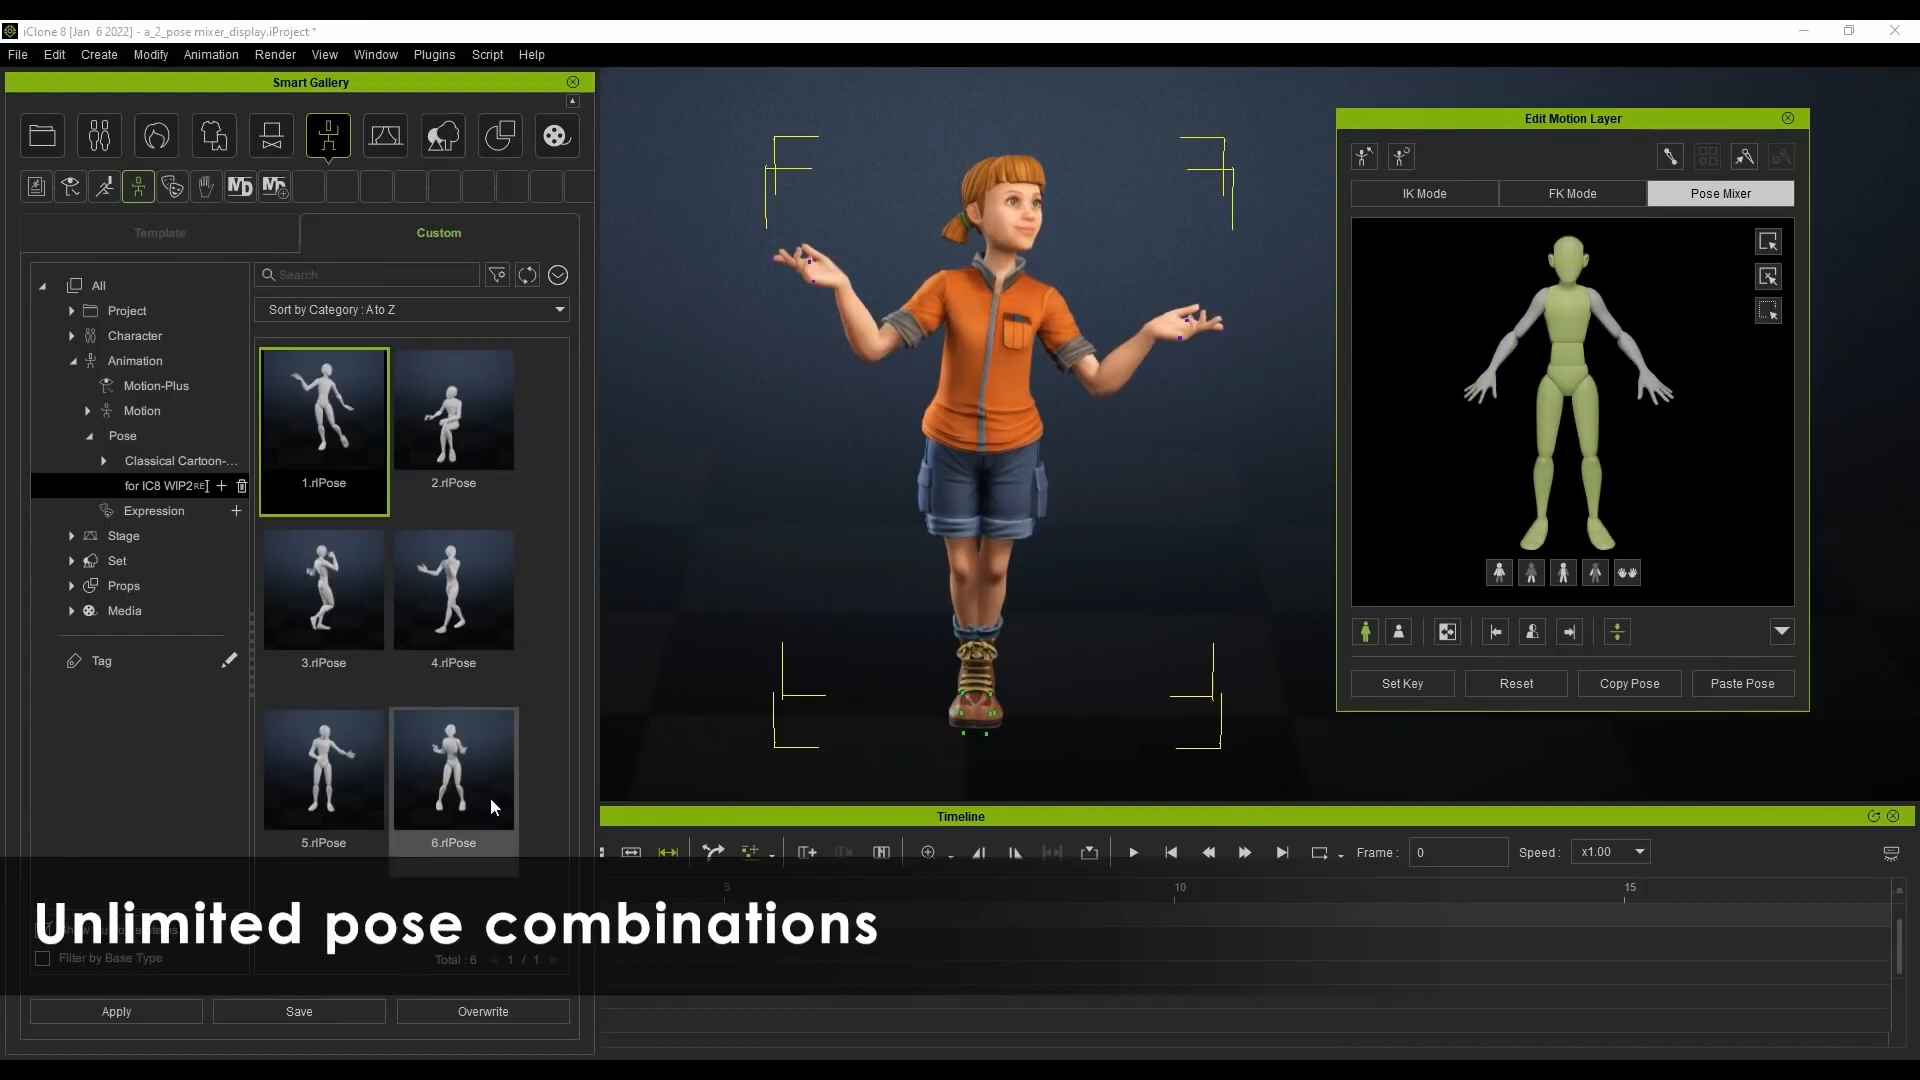 iClone 8 [Jan  6 2022] - a_2_pose mixer_display.iProject *
File Edit Create Modify Animation Render View Window Plugins Script Help
Smart Gallery
MD MD
Template Custom
All
Project
Character
Animation
Motion-Plus
Motion
Pose
Classical Cartoon-...
for IC8 WIP2
Expression
Stage
Set
Props
Media
Tag
Search
Sort by Category : A to Z
1.rlPose 2.rlPose
3.rlPose 4.rlPose
5.rlPose 6.rlPose
Filter by Base Type
Total : 6 1 / 1
Apply Save Overwrite
Edit Motion Layer
IK Mode FK Mode Pose Mixer
Set Key Reset Copy Pose Paste Pose
Timeline
Frame : 0 Speed : x1.00
5 10 15
Unlimited pose combinations